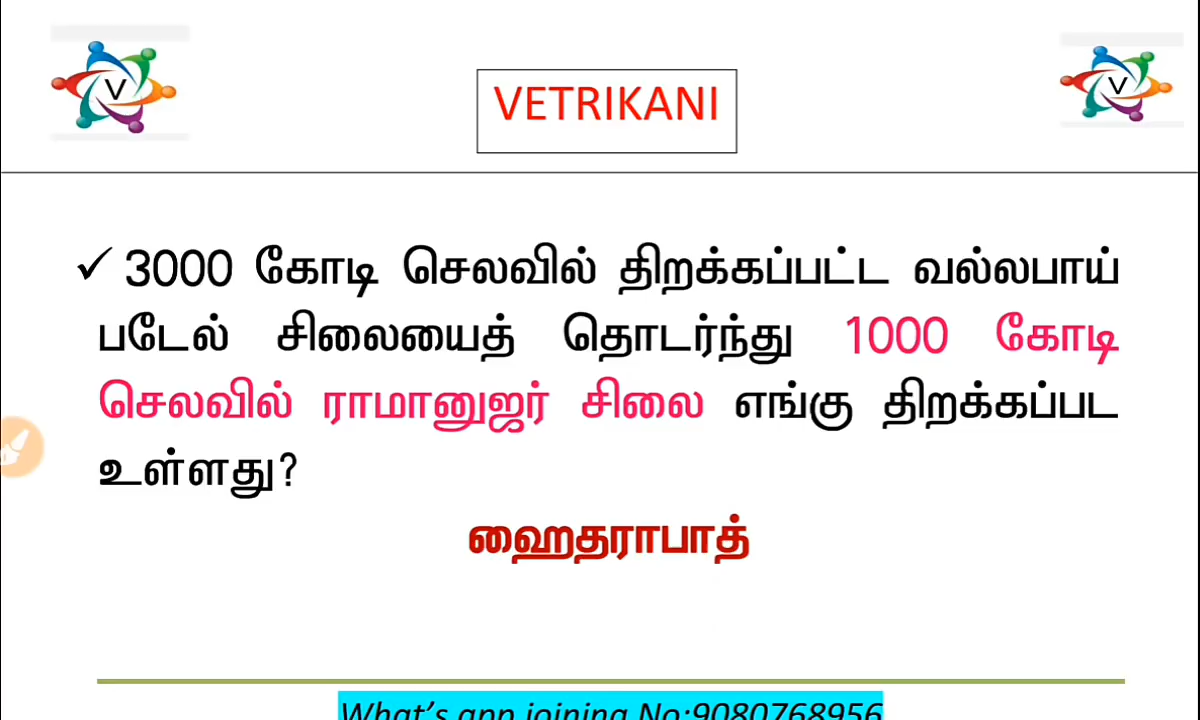 V
V
VETRIKANI
✓ 3000 கோடி செலவில் திறக்கப்பட்ட வல்லபாய்
படேல் சிலையைத் தொடர்ந்து 1000 கோடி
செலவில் ராமானுஜர் சிலை எங்கு திறக்கப்பட
உள்ளது?
ஹைதராபாத்
What's app joining No:9080768956